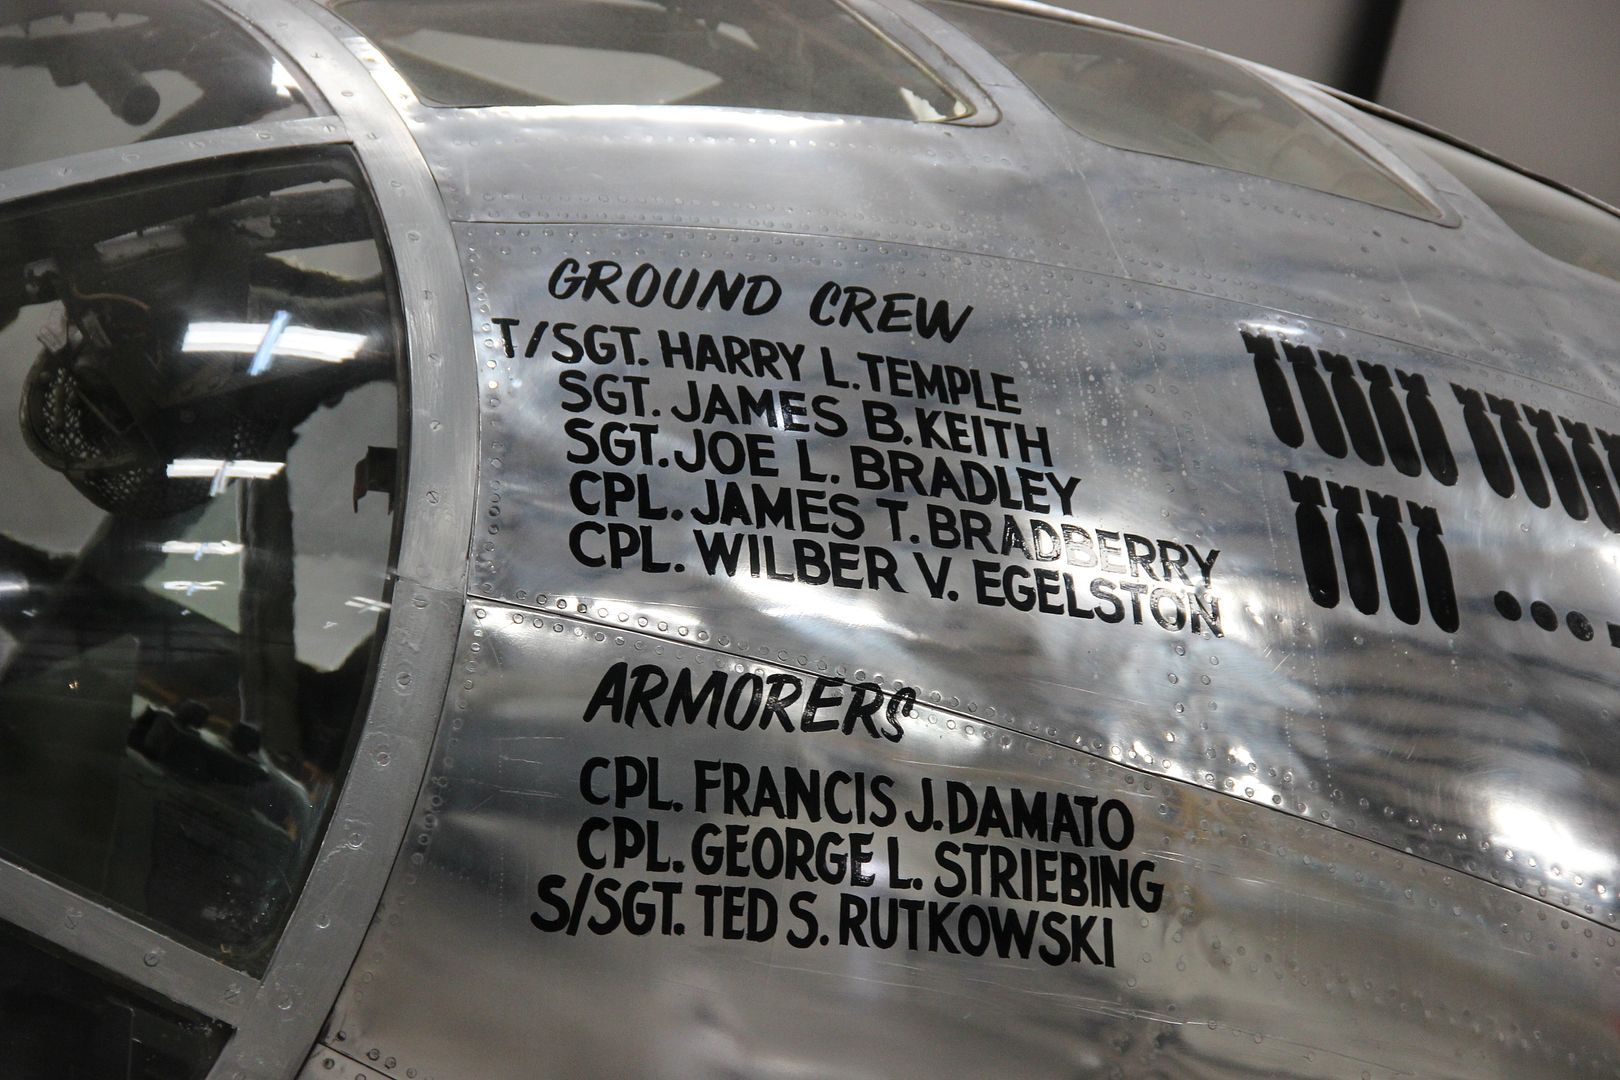 GROUND CREW
T/SGT. HARRY L. TEMPLE
SGT. JAMES B. KEITH
SGT. JOE L. BRADLEY
CPL. JAMES T. BRADBERRY
CPL. WILBER V. EGELSTON
ARMORERS
CPL. FRANCIS J. DAMATO
CPL. GEORGE L. STRIEBING
S/SGT. TED S. RUTKOWSKI